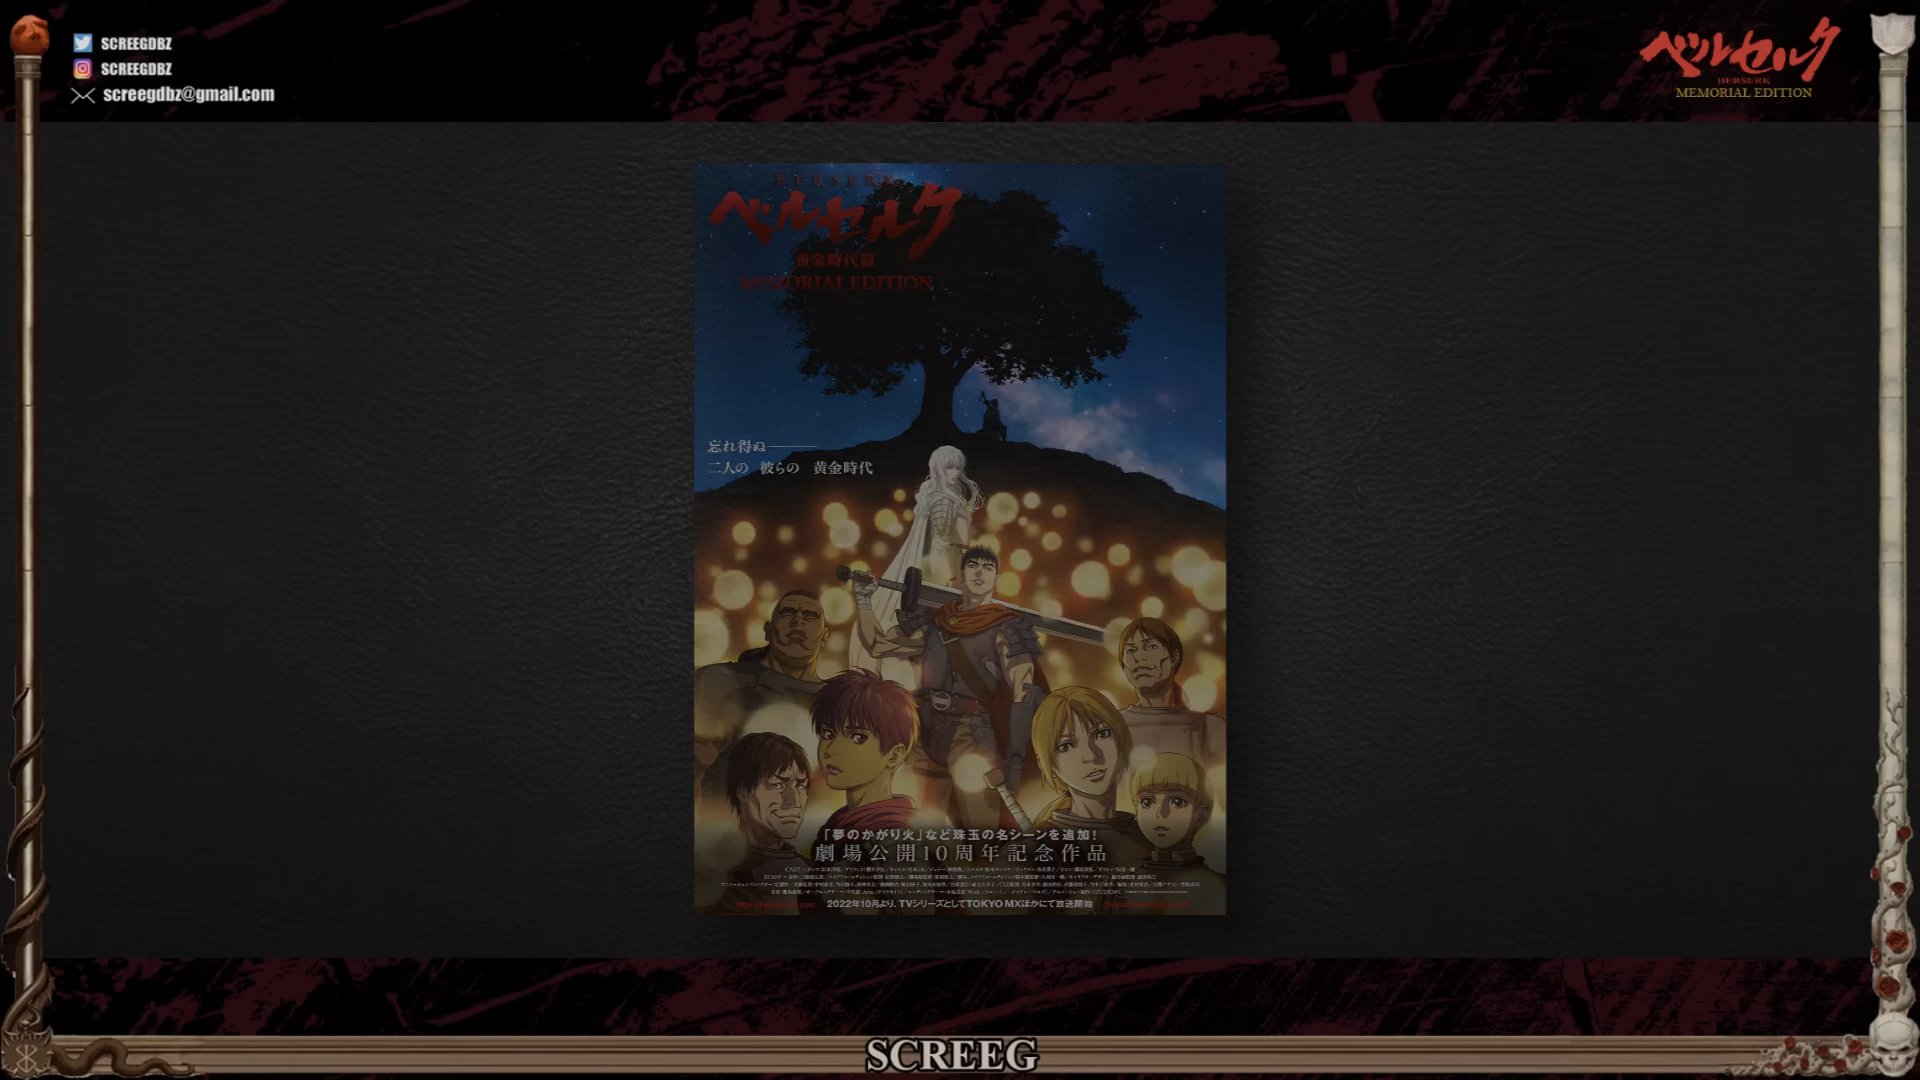 SCREEGDBZ
SCREEGDBZ
screegdbz@gmail.com
ベルセルク
BERSERK
MEMORIAL EDITION
BERSERK
ベルセルク
黄金時代篇
MEMORIAL EDITION
忘れ得ぬ────
二人の 彼らの 黄金時代
「夢のかがり火」など珠玉の名シーンを追加!
劇場公開10周年記念作品
2022年10月より、TVシリーズとしてTOKYO MXほかにて放送開始
SCREEG